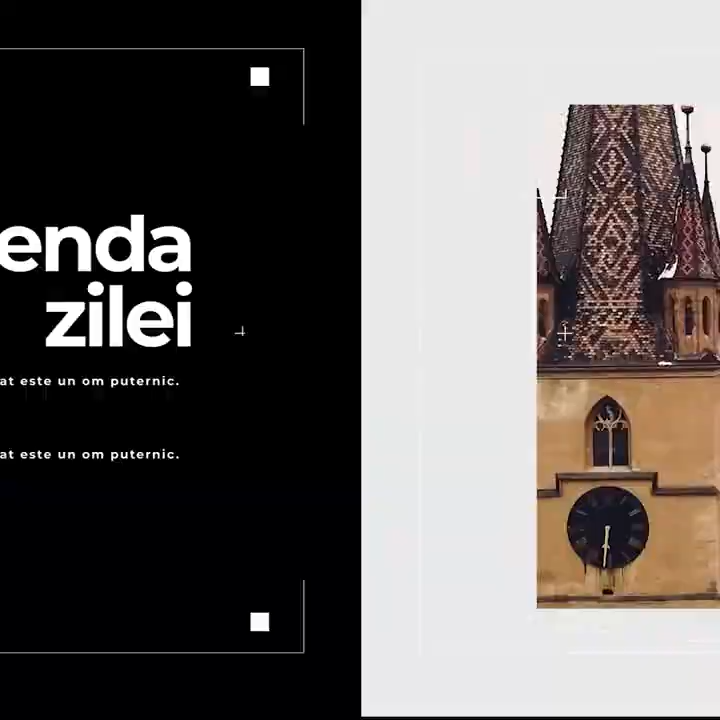 enda
zilei
at este un om puternic.
at este un om puternic.